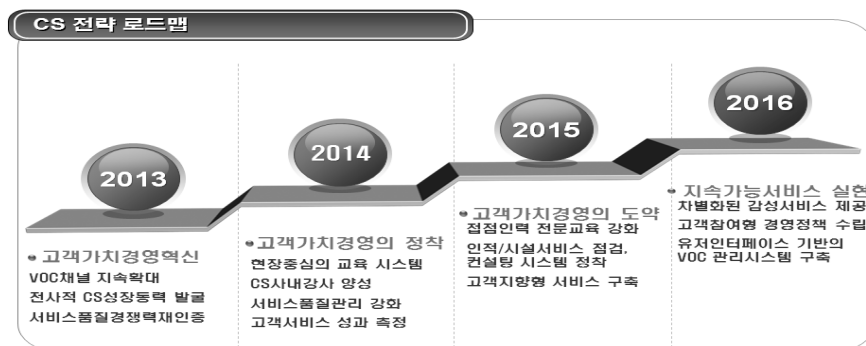 CS 전략 로드맵
2013
고객가치경영혁신
VOC채널 지속확대
전사적 CS성장동력 발굴
서비스품질경쟁력재인증
2014
고객가치경영의 정착
현장중심의 교육 시스템
CS사내강사 양성
서비스품질관리 강화
고객서비스 성과 측정
2015
고객가치경영의 도약
접점인력 전문교육 강화
인적/시설서비스 점검,
컨설팅 시스템 정착
고객지향형 서비스 구축
2016
지속가능서비스 실현
차별화된 감성서비스 제공
고객참여형 경영정책 수립
유저인터페이스 기반의
VOC 관리시스템 구축